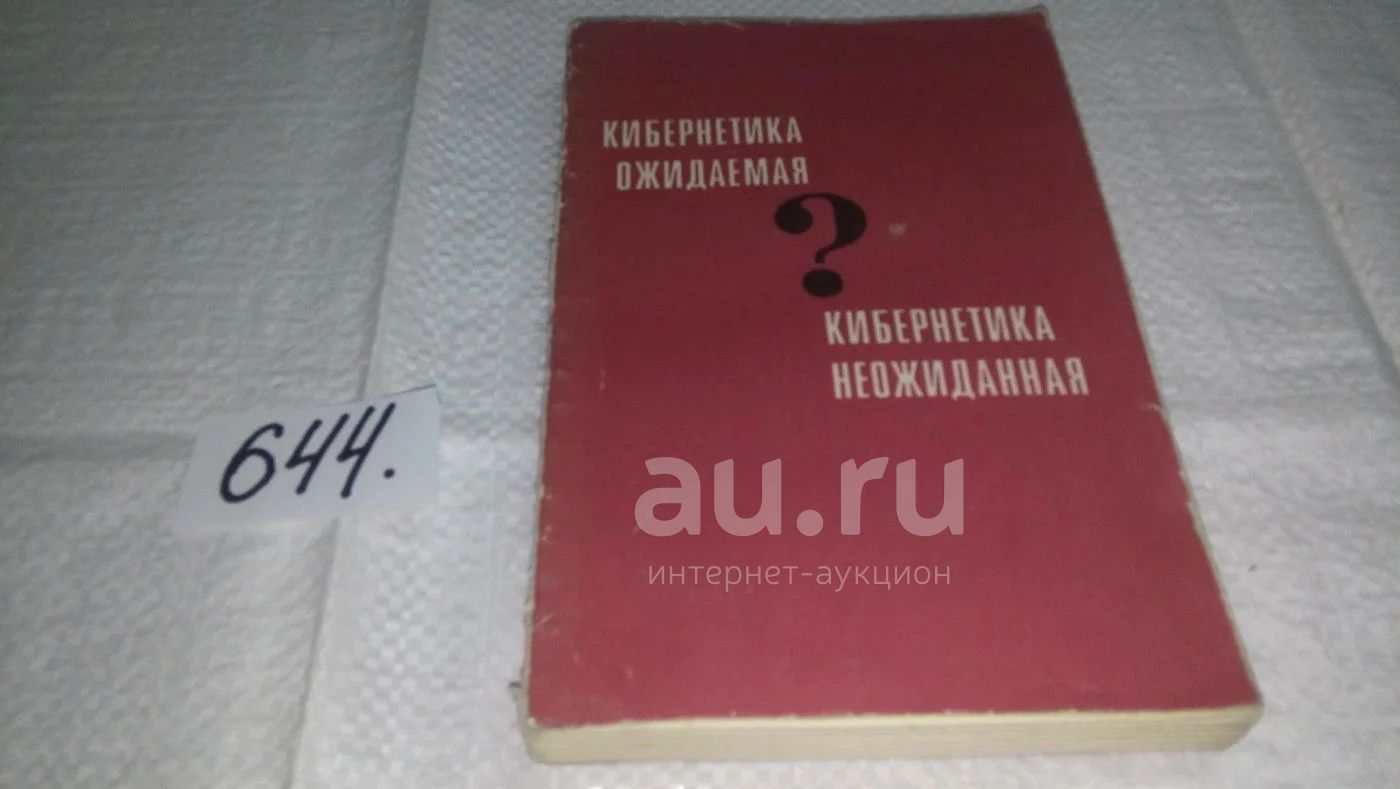 КИБЕРНЕТИКА
ОЖИДАЕМАЯ
?
КИБЕРНЕТИКА
НЕОЖИДАННАЯ
644.
au.ru
интернет-аукцион